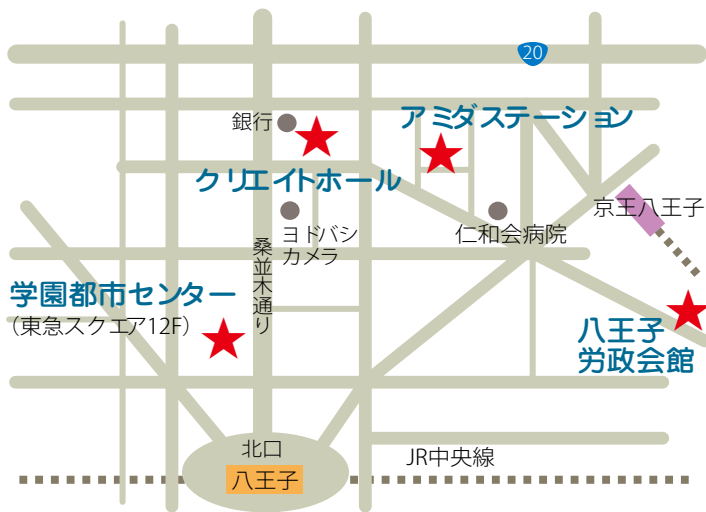 20
銀行
アミダステーション
クリエイトホール
京王八王子
ヨドバシ
カメラ
仁和会病院
桑並木通り
学園都市センター
(東急スクエア12F)
八王子
労政会館
北口
八王子
JR中央線